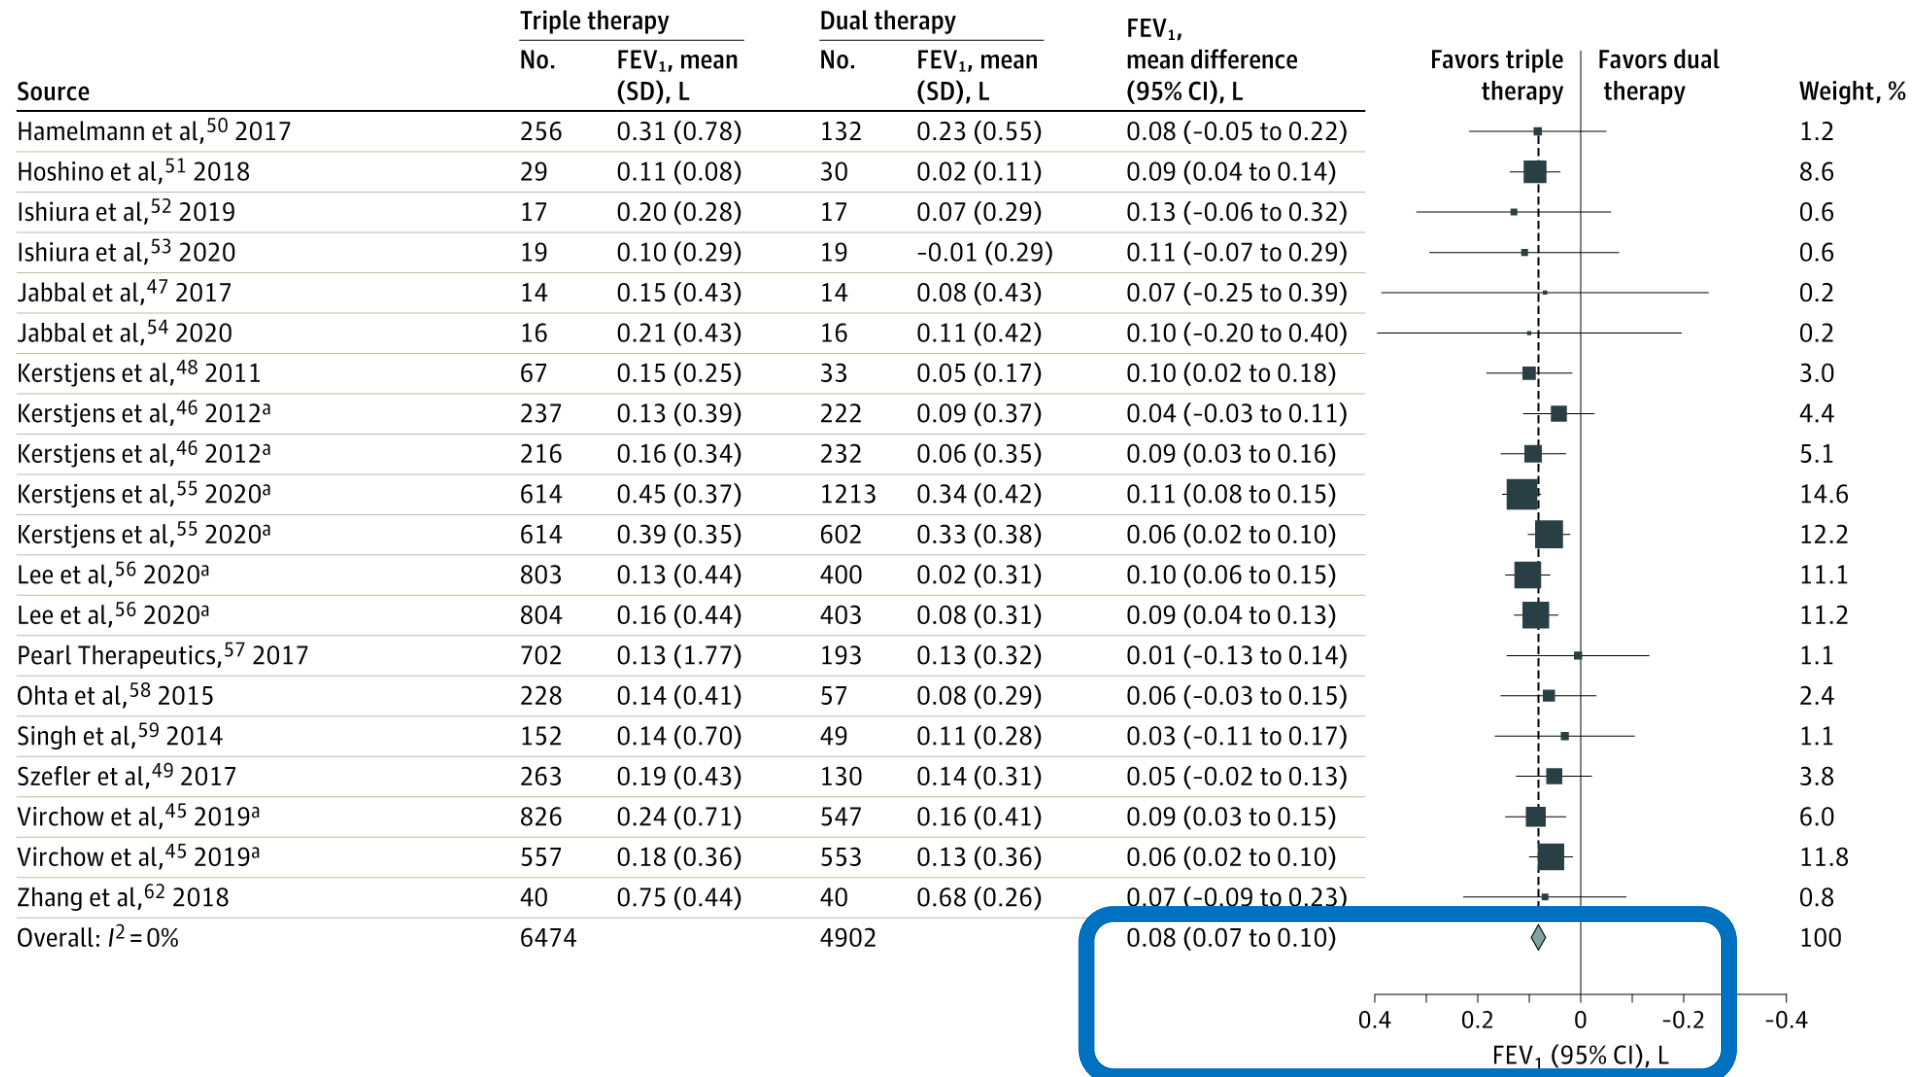 Triple therapy Dual therapy FEV₁, mean difference (95% CI), L
No. FEV₁, mean (SD), L No. FEV₁, mean (SD), L Favors triple therapy Favors dual therapy
Source Weight, %
Hamelmann et al,⁵⁰ 2017 256 0.31 (0.78) 132 0.23 (0.55) 0.08 (-0.05 to 0.22) 1.2
Hoshino et al,⁵¹ 2018 29 0.11 (0.08) 30 0.02 (0.11) 0.09 (0.04 to 0.14) 8.6
Ishiura et al,⁵² 2019 17 0.20 (0.28) 17 0.07 (0.29) 0.13 (-0.06 to 0.32) 0.6
Ishiura et al,⁵³ 2020 19 0.10 (0.29) 19 -0.01 (0.29) 0.11 (-0.07 to 0.29) 0.6
Jabbal et al,⁴⁷ 2017 14 0.15 (0.43) 14 0.08 (0.43) 0.07 (-0.25 to 0.39) 0.2
Jabbal et al,⁵⁴ 2020 16 0.21 (0.43) 16 0.11 (0.42) 0.10 (-0.20 to 0.40) 0.2
Kerstjens et al,⁴⁸ 2011 67 0.15 (0.25) 33 0.05 (0.17) 0.10 (0.02 to 0.18) 3.0
Kerstjens et al,⁴⁶ 2012ᵃ 237 0.13 (0.39) 222 0.09 (0.37) 0.04 (-0.03 to 0.11) 4.4
Kerstjens et al,⁴⁶ 2012ᵃ 216 0.16 (0.34) 232 0.06 (0.35) 0.09 (0.03 to 0.16) 5.1
Kerstjens et al,⁵⁵ 2020ᵃ 614 0.45 (0.37) 1213 0.34 (0.42) 0.11 (0.08 to 0.15) 14.6
Kerstjens et al,⁵⁵ 2020ᵃ 614 0.39 (0.35) 602 0.33 (0.38) 0.06 (0.02 to 0.10) 12.2
Lee et al,⁵⁶ 2020ᵃ 803 0.13 (0.44) 400 0.02 (0.31) 0.10 (0.06 to 0.15) 11.1
Lee et al,⁵⁶ 2020ᵃ 804 0.16 (0.44) 403 0.08 (0.31) 0.09 (0.04 to 0.13) 11.2
Pearl Therapeutics,⁵⁷ 2017 702 0.13 (1.77) 193 0.13 (0.32) 0.01 (-0.13 to 0.14) 1.1
Ohta et al,⁵⁸ 2015 228 0.14 (0.41) 57 0.08 (0.29) 0.06 (-0.03 to 0.15) 2.4
Singh et al,⁵⁹ 2014 152 0.14 (0.70) 49 0.11 (0.28) 0.03 (-0.11 to 0.17) 1.1
Szefler et al,⁴⁹ 2017 263 0.19 (0.43) 130 0.14 (0.31) 0.05 (-0.02 to 0.13) 3.8
Virchow et al,⁴⁵ 2019ᵃ 826 0.24 (0.71) 547 0.16 (0.41) 0.09 (0.03 to 0.15) 6.0
Virchow et al,⁴⁵ 2019ᵃ 557 0.18 (0.36) 553 0.13 (0.36) 0.06 (0.02 to 0.10) 11.8
Zhang et al,⁶² 2018 40 0.75 (0.44) 40 0.68 (0.26) 0.07 (-0.09 to 0.23) 0.8
Overall: I² = 0% 6474 4902 0.08 (0.07 to 0.10) 100
0.4 0.2 0 -0.2 -0.4
FEV₁ (95% CI), L